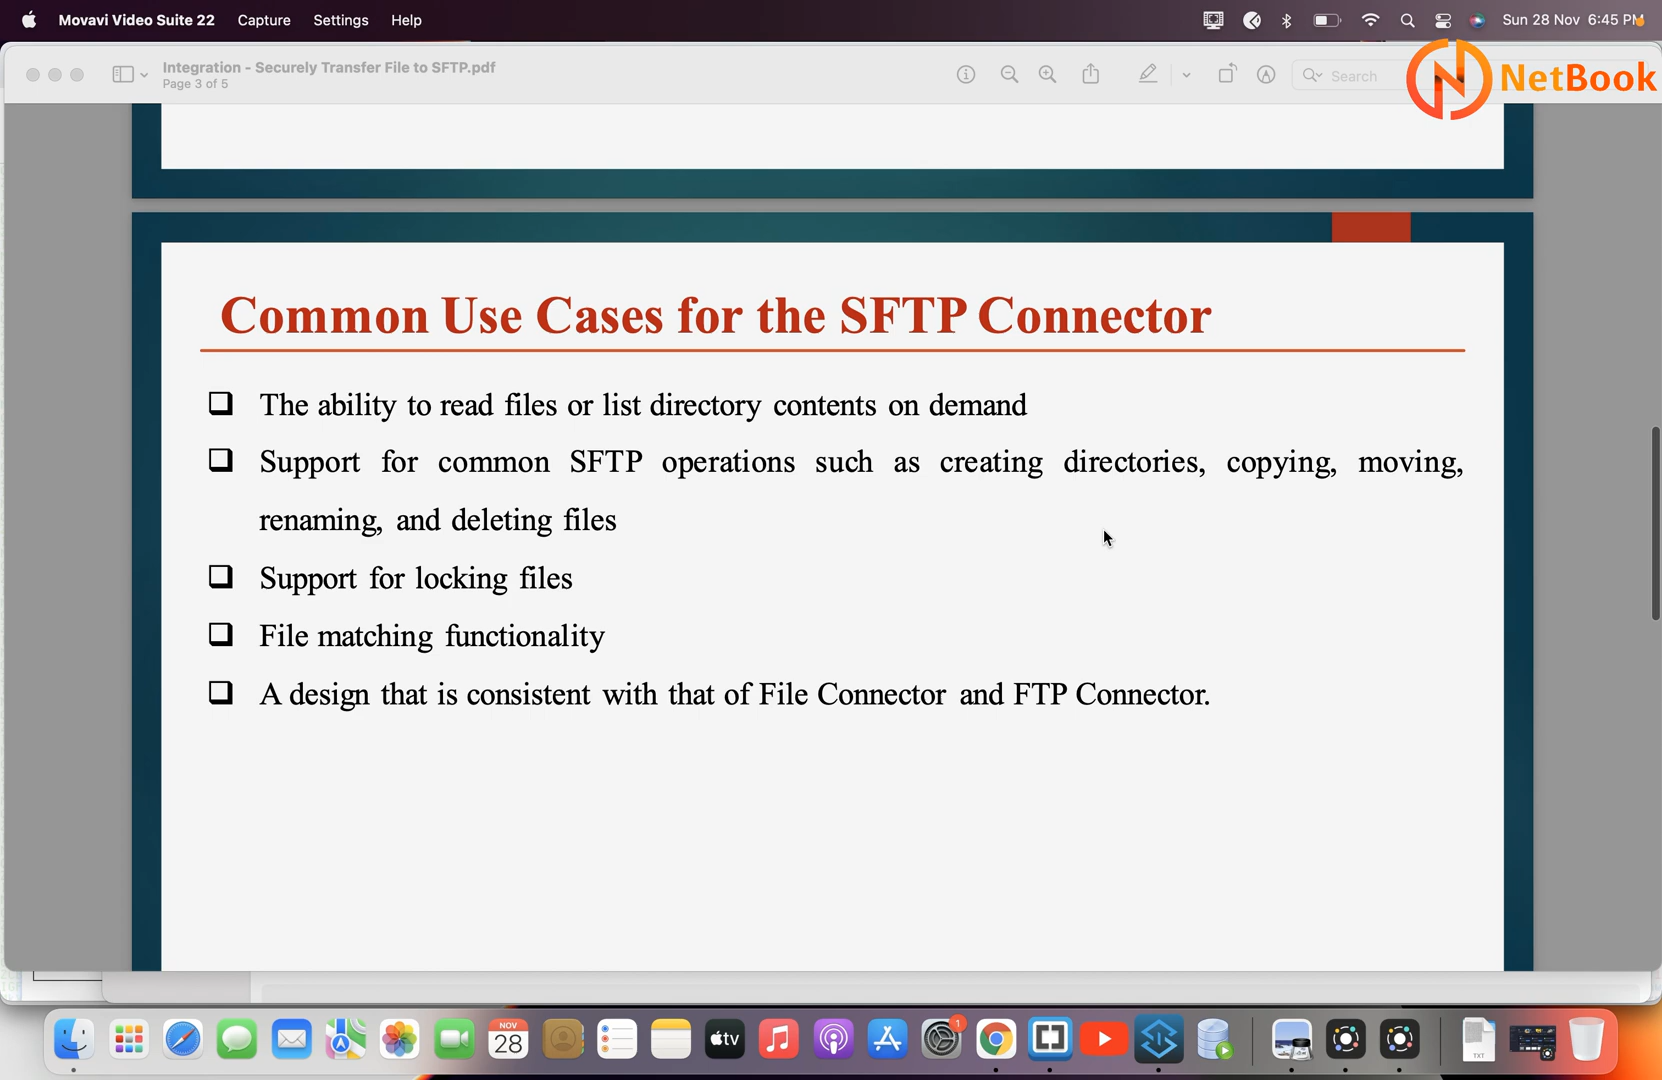 Movavi Video Suite 22 Capture Settings Help Sun 28 Nov 6:45 PM
Integration - Securely Transfer File to SFTP.pdf
Page 3 of 5
Search
NetBook
Common Use Cases for the SFTP Connector
The ability to read files or list directory contents on demand
Support for common SFTP operations such as creating directories, copying, moving,
renaming, and deleting files
Support for locking files
File matching functionality
A design that is consistent with that of File Connector and FTP Connector.
NOV
28
tv
1
TXT